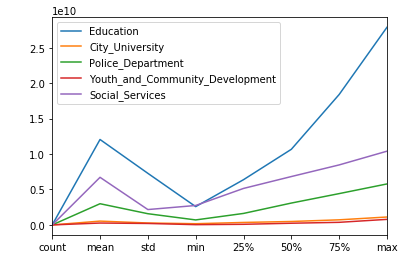 1e10
Education
City_University
Police_Department
Youth_and_Community_Development
Social_Services
2.5
2.0
1.5
1.0
0.5
0.0
count mean std min 25% 50% 75% max